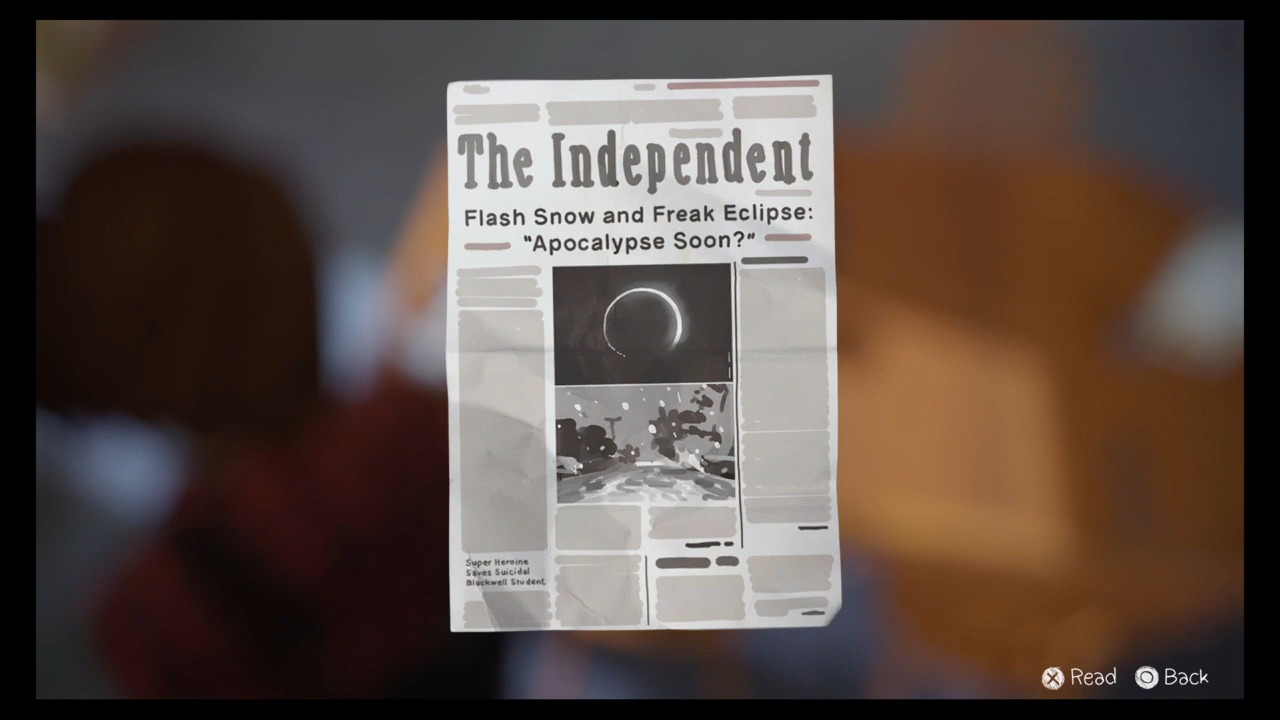 The Independent
Flash Snow and Freak Eclipse:
"Apocalypse Soon?"
Super Heroine
Saves Suicidal
Blackwell Student
Read
Back